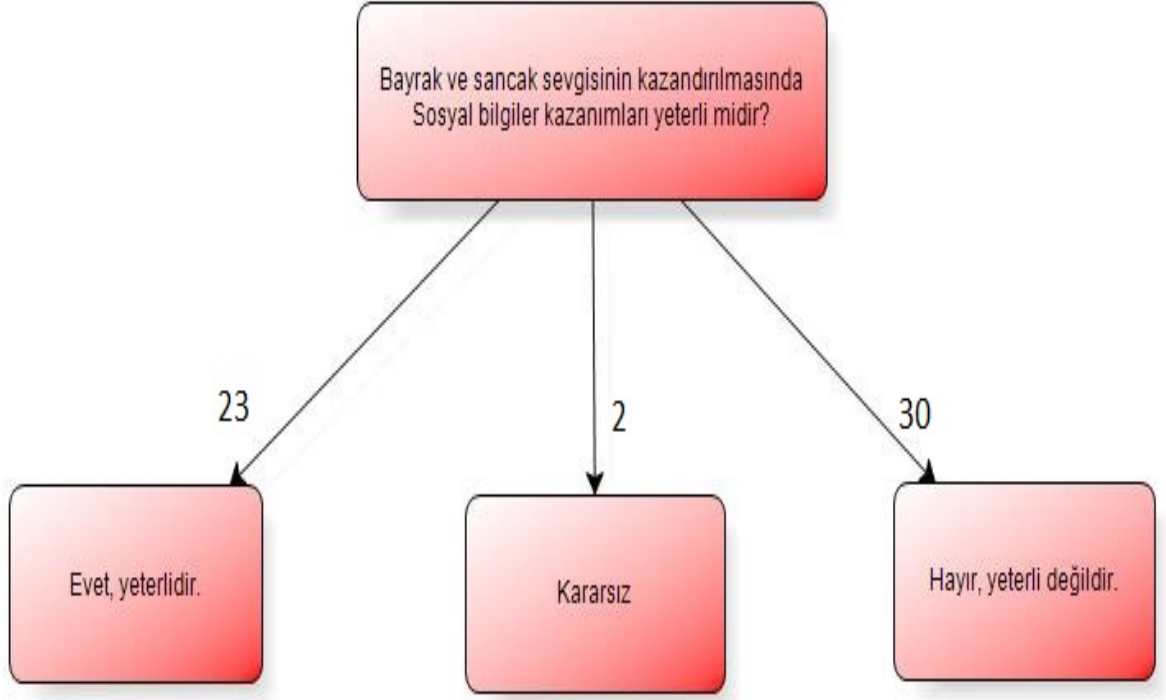 Bayrak ve sancak sevgisinin kazandırılmasında
Sosyal bilgiler kazanımları yeterli midir?
23
2
30
Evet, yeterlidir.
Kararsız
Hayır, yeterli değildir.